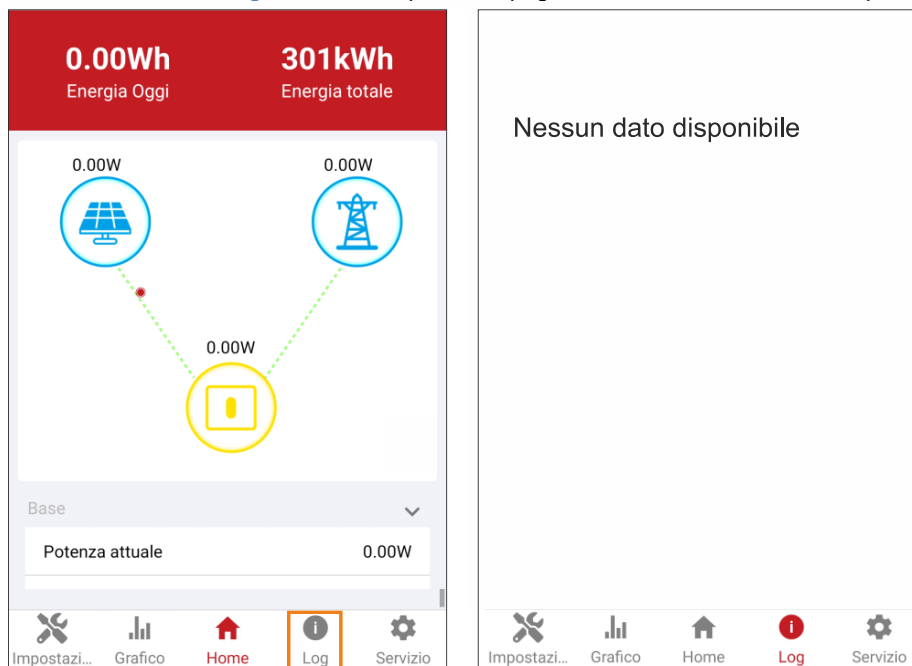 0.00Wh
Energia Oggi
301kWh
Energia totale
0.00W
0.00W
0.00W
Base
Potenza attuale 0.00W
Impostazi... Grafico Home Log Servizio
Nessun dato disponibile
Impostazi... Grafico Home Log Servizio